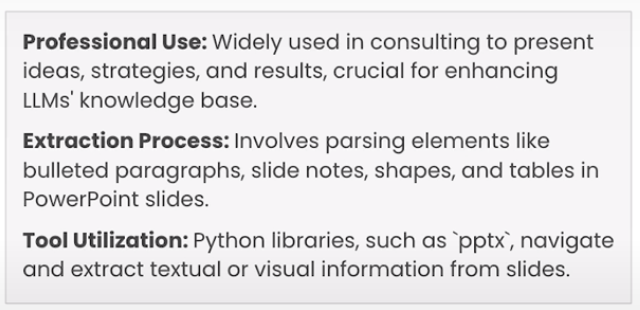 Professional Use: Widely used in consulting to present
ideas, strategies, and results, crucial for enhancing
LLMs' knowledge base.
Extraction Process: Involves parsing elements like
bulleted paragraphs, slide notes, shapes, and tables in
PowerPoint slides.
Tool Utilization: Python libraries, such as `pptx`, navigate
and extract textual or visual information from slides.